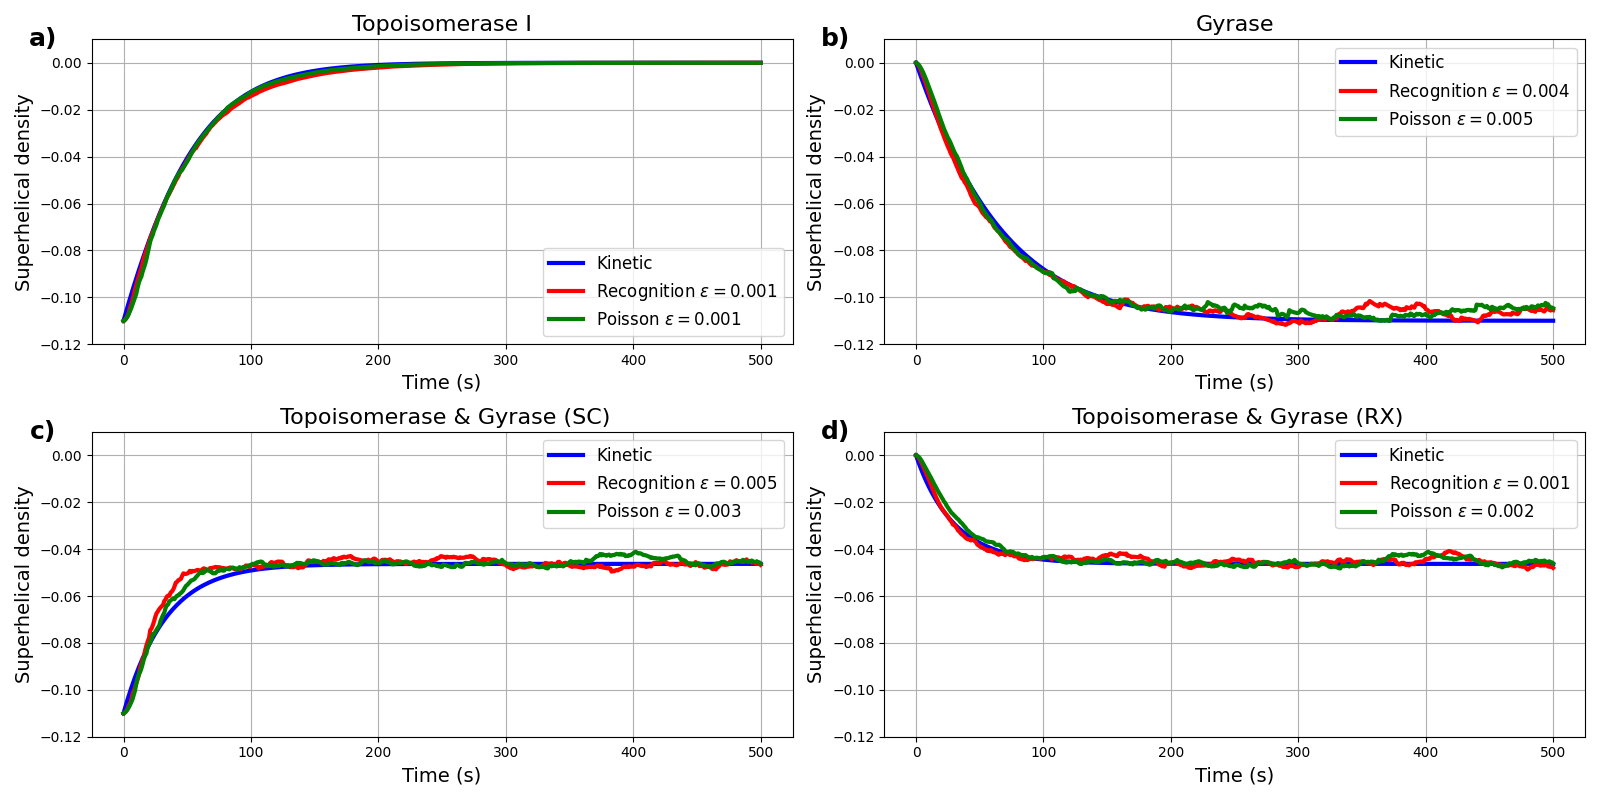 a)
Topoisomerase I
Superhelical density
0.00
−0.02
−0.04
−0.06
−0.08
−0.10
−0.12
Kinetic
Recognition ε = 0.001
Poisson ε = 0.001
0 100 200 300 400 500
Time (s)
b)
Gyrase
Superhelical density
0.00
−0.02
−0.04
−0.06
−0.08
−0.10
−0.12
Kinetic
Recognition ε = 0.004
Poisson ε = 0.005
0 100 200 300 400 500
Time (s)
c)
Topoisomerase & Gyrase (SC)
Superhelical density
0.00
−0.02
−0.04
−0.06
−0.08
−0.10
−0.12
Kinetic
Recognition ε = 0.005
Poisson ε = 0.003
0 100 200 300 400 500
Time (s)
d)
Topoisomerase & Gyrase (RX)
Superhelical density
0.00
−0.02
−0.04
−0.06
−0.08
−0.10
−0.12
Kinetic
Recognition ε = 0.001
Poisson ε = 0.002
0 100 200 300 400 500
Time (s)